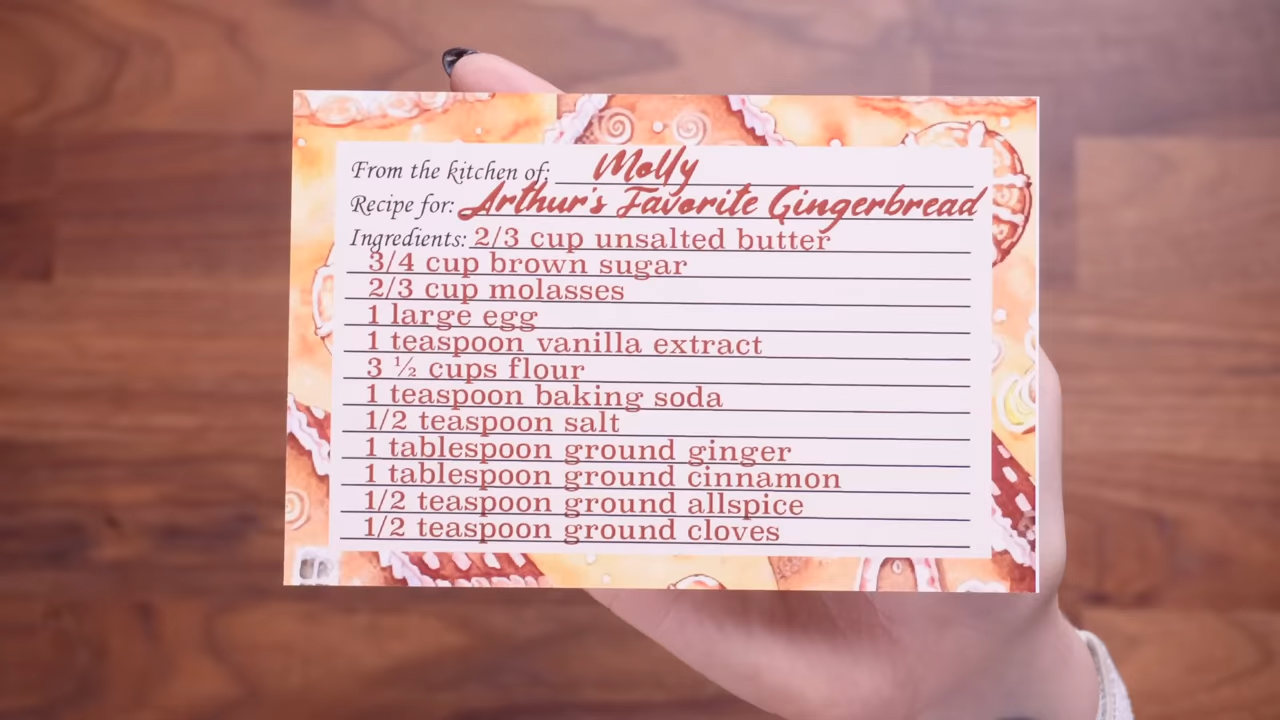 From the kitchen of: Molly
Recipe for: Arthur's Favorite Gingerbread
Ingredients: 2/3 cup unsalted butter
3/4 cup brown sugar
2/3 cup molasses
1 large egg
1 teaspoon vanilla extract
3 ½ cups flour
1 teaspoon baking soda
1/2 teaspoon salt
1 tablespoon ground ginger
1 tablespoon ground cinnamon
1/2 teaspoon ground allspice
1/2 teaspoon ground cloves